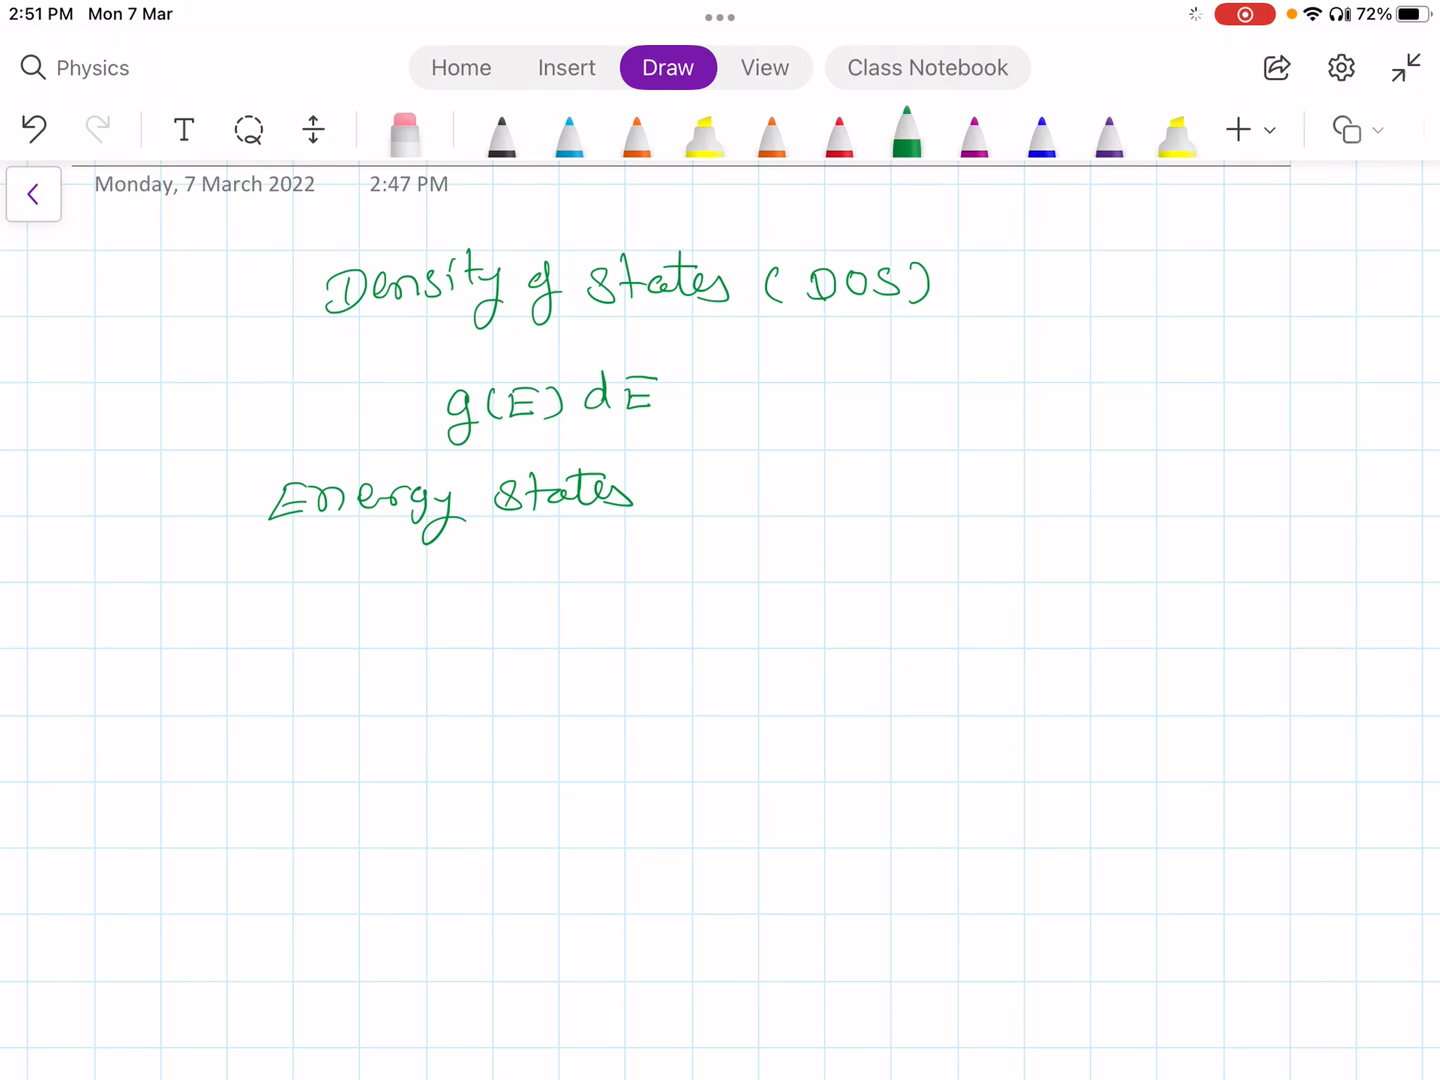 2:51 PM Mon 7 Mar 72%
Physics Home Insert Draw View Class Notebook
T
Monday, 7 March 2022 2:47 PM
Density of states (DOS)
g(E) dE
Energy states